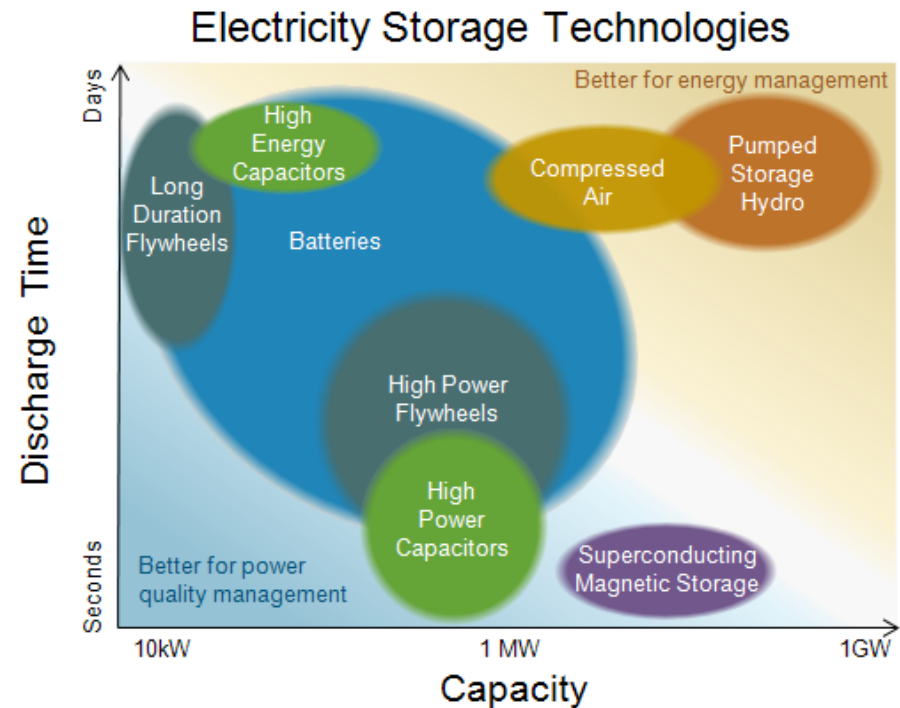 Electricity Storage Technologies
Days
Better for energy management
High
Energy
Capacitors
Long
Duration
Flywheels
Batteries
Compressed
Air
Pumped
Storage
Hydro
Discharge Time
High Power
Flywheels
High
Power
Capacitors
Superconducting
Magnetic Storage
Better for power
quality management
Seconds
10kW
1 MW
1GW
Capacity